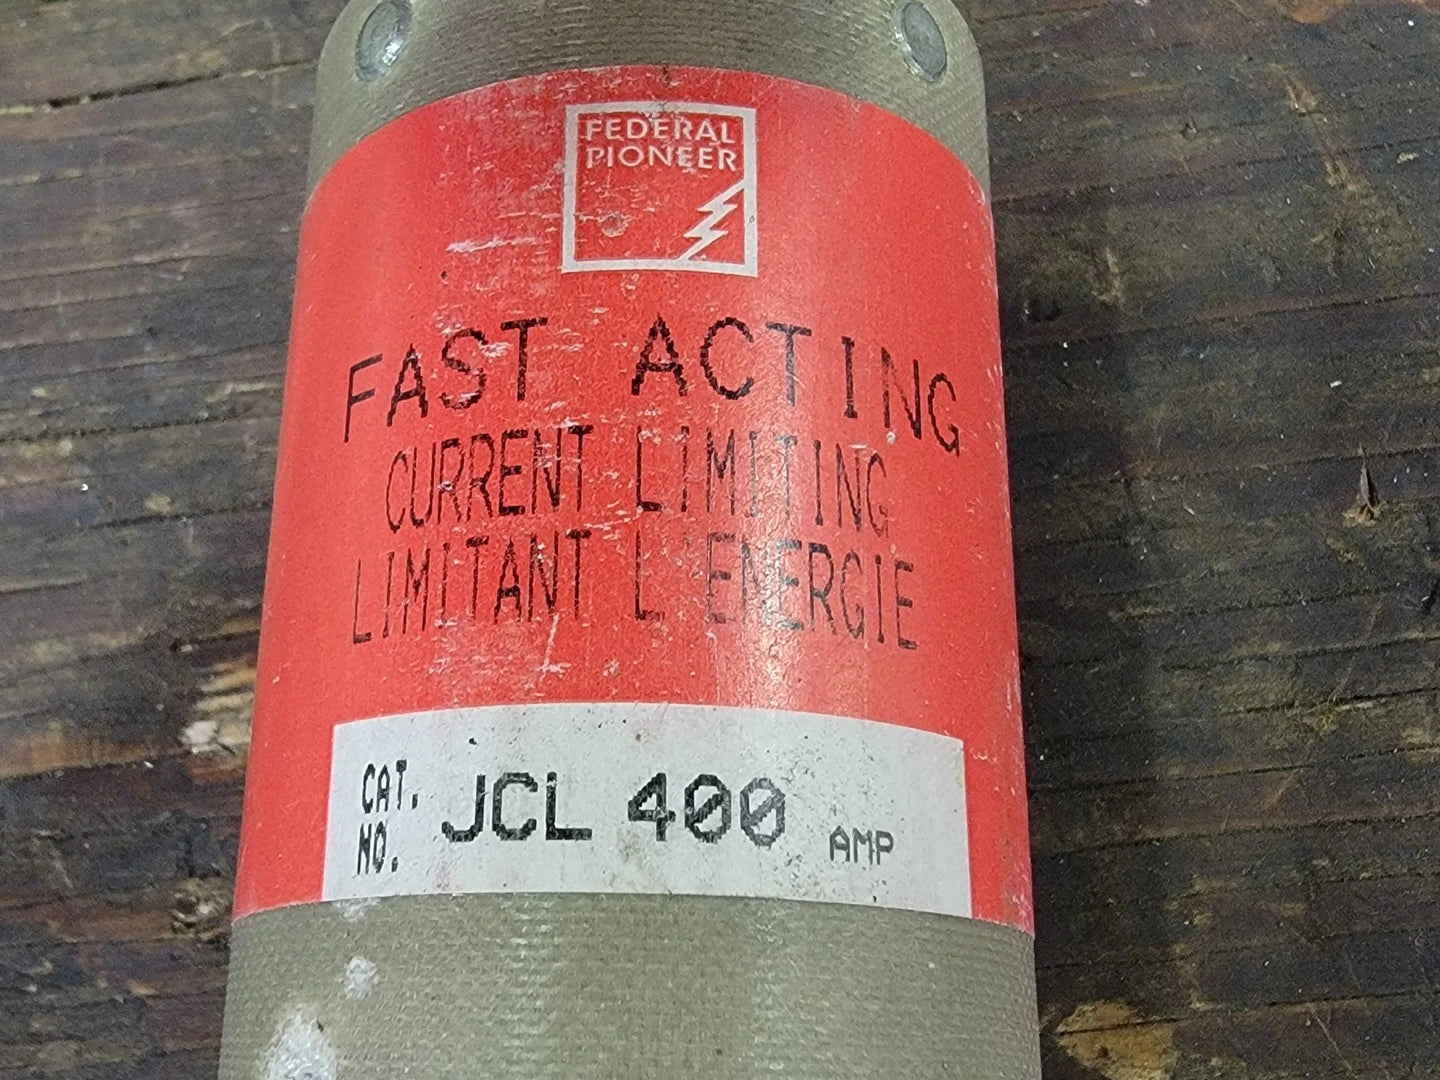 FEDERAL
PIONEER
FAST ACTING
CURRENT LIMITING
LIMITANT L'ENERGIE
CAT.
NO. JCL 400 AMP